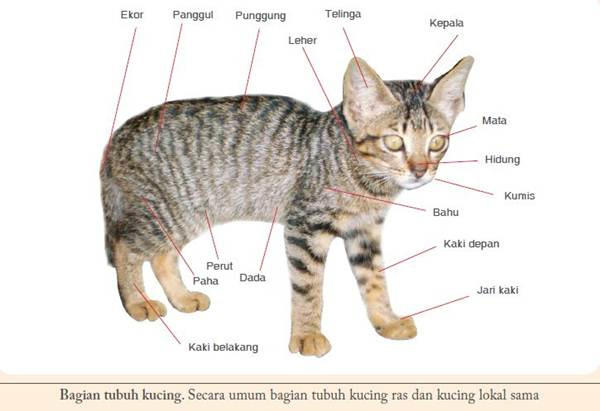 Ekor
Panggul
Punggung
Telinga
Kepala
Leher
Mata
Hidung
Kumis
Bahu
Kaki depan
Perut
Paha
Dada
Jari kaki
Kaki belakang
Bagian tubuh kucing. Secara umum bagian tubuh kucing ras dan kucing lokal sama